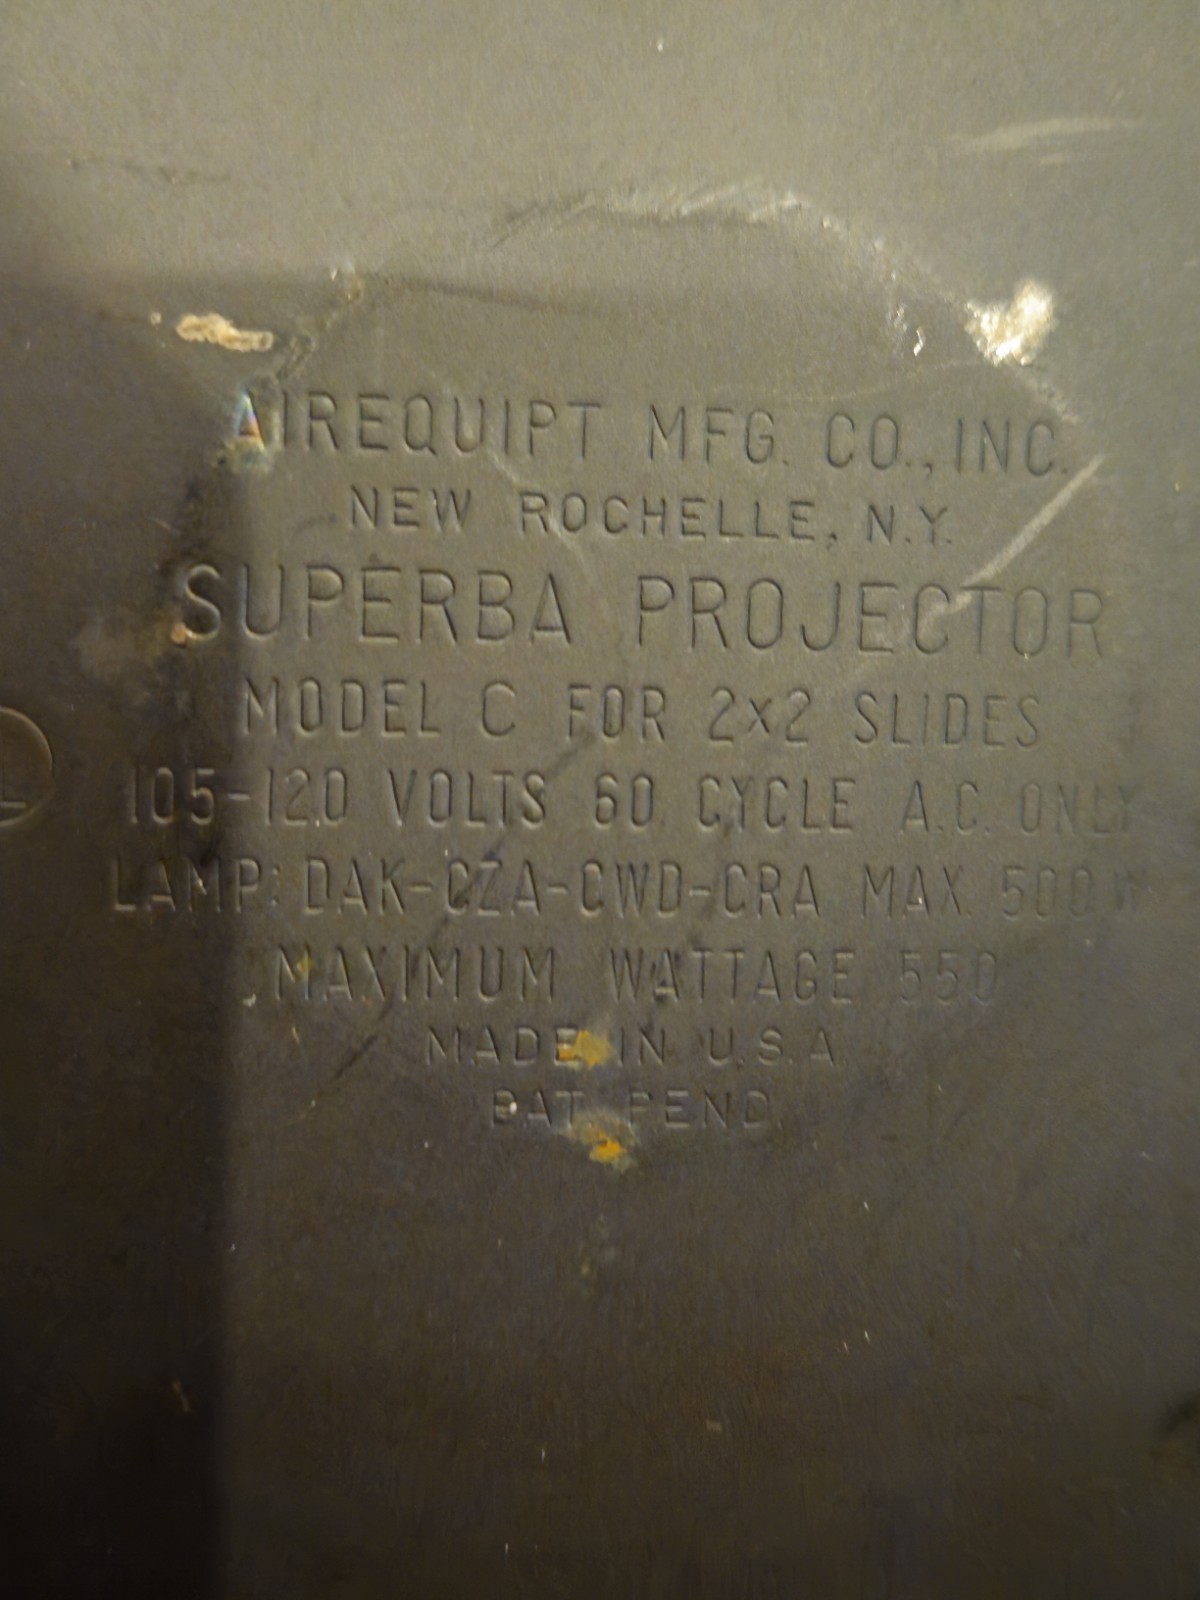 AIREQUIPT MFG. CO., INC.
NEW ROCHELLE, N.Y.
SUPERBA PROJECTOR
MODEL C FOR 2x2 SLIDES
105-120 VOLTS 60 CYCLE A.C. ONLY
LAMP: DAK-CZA-CWD-CRA MAX. 500 W
MAXIMUM WATTAGE 550
MADE IN U.S.A.
PAT. PEND.